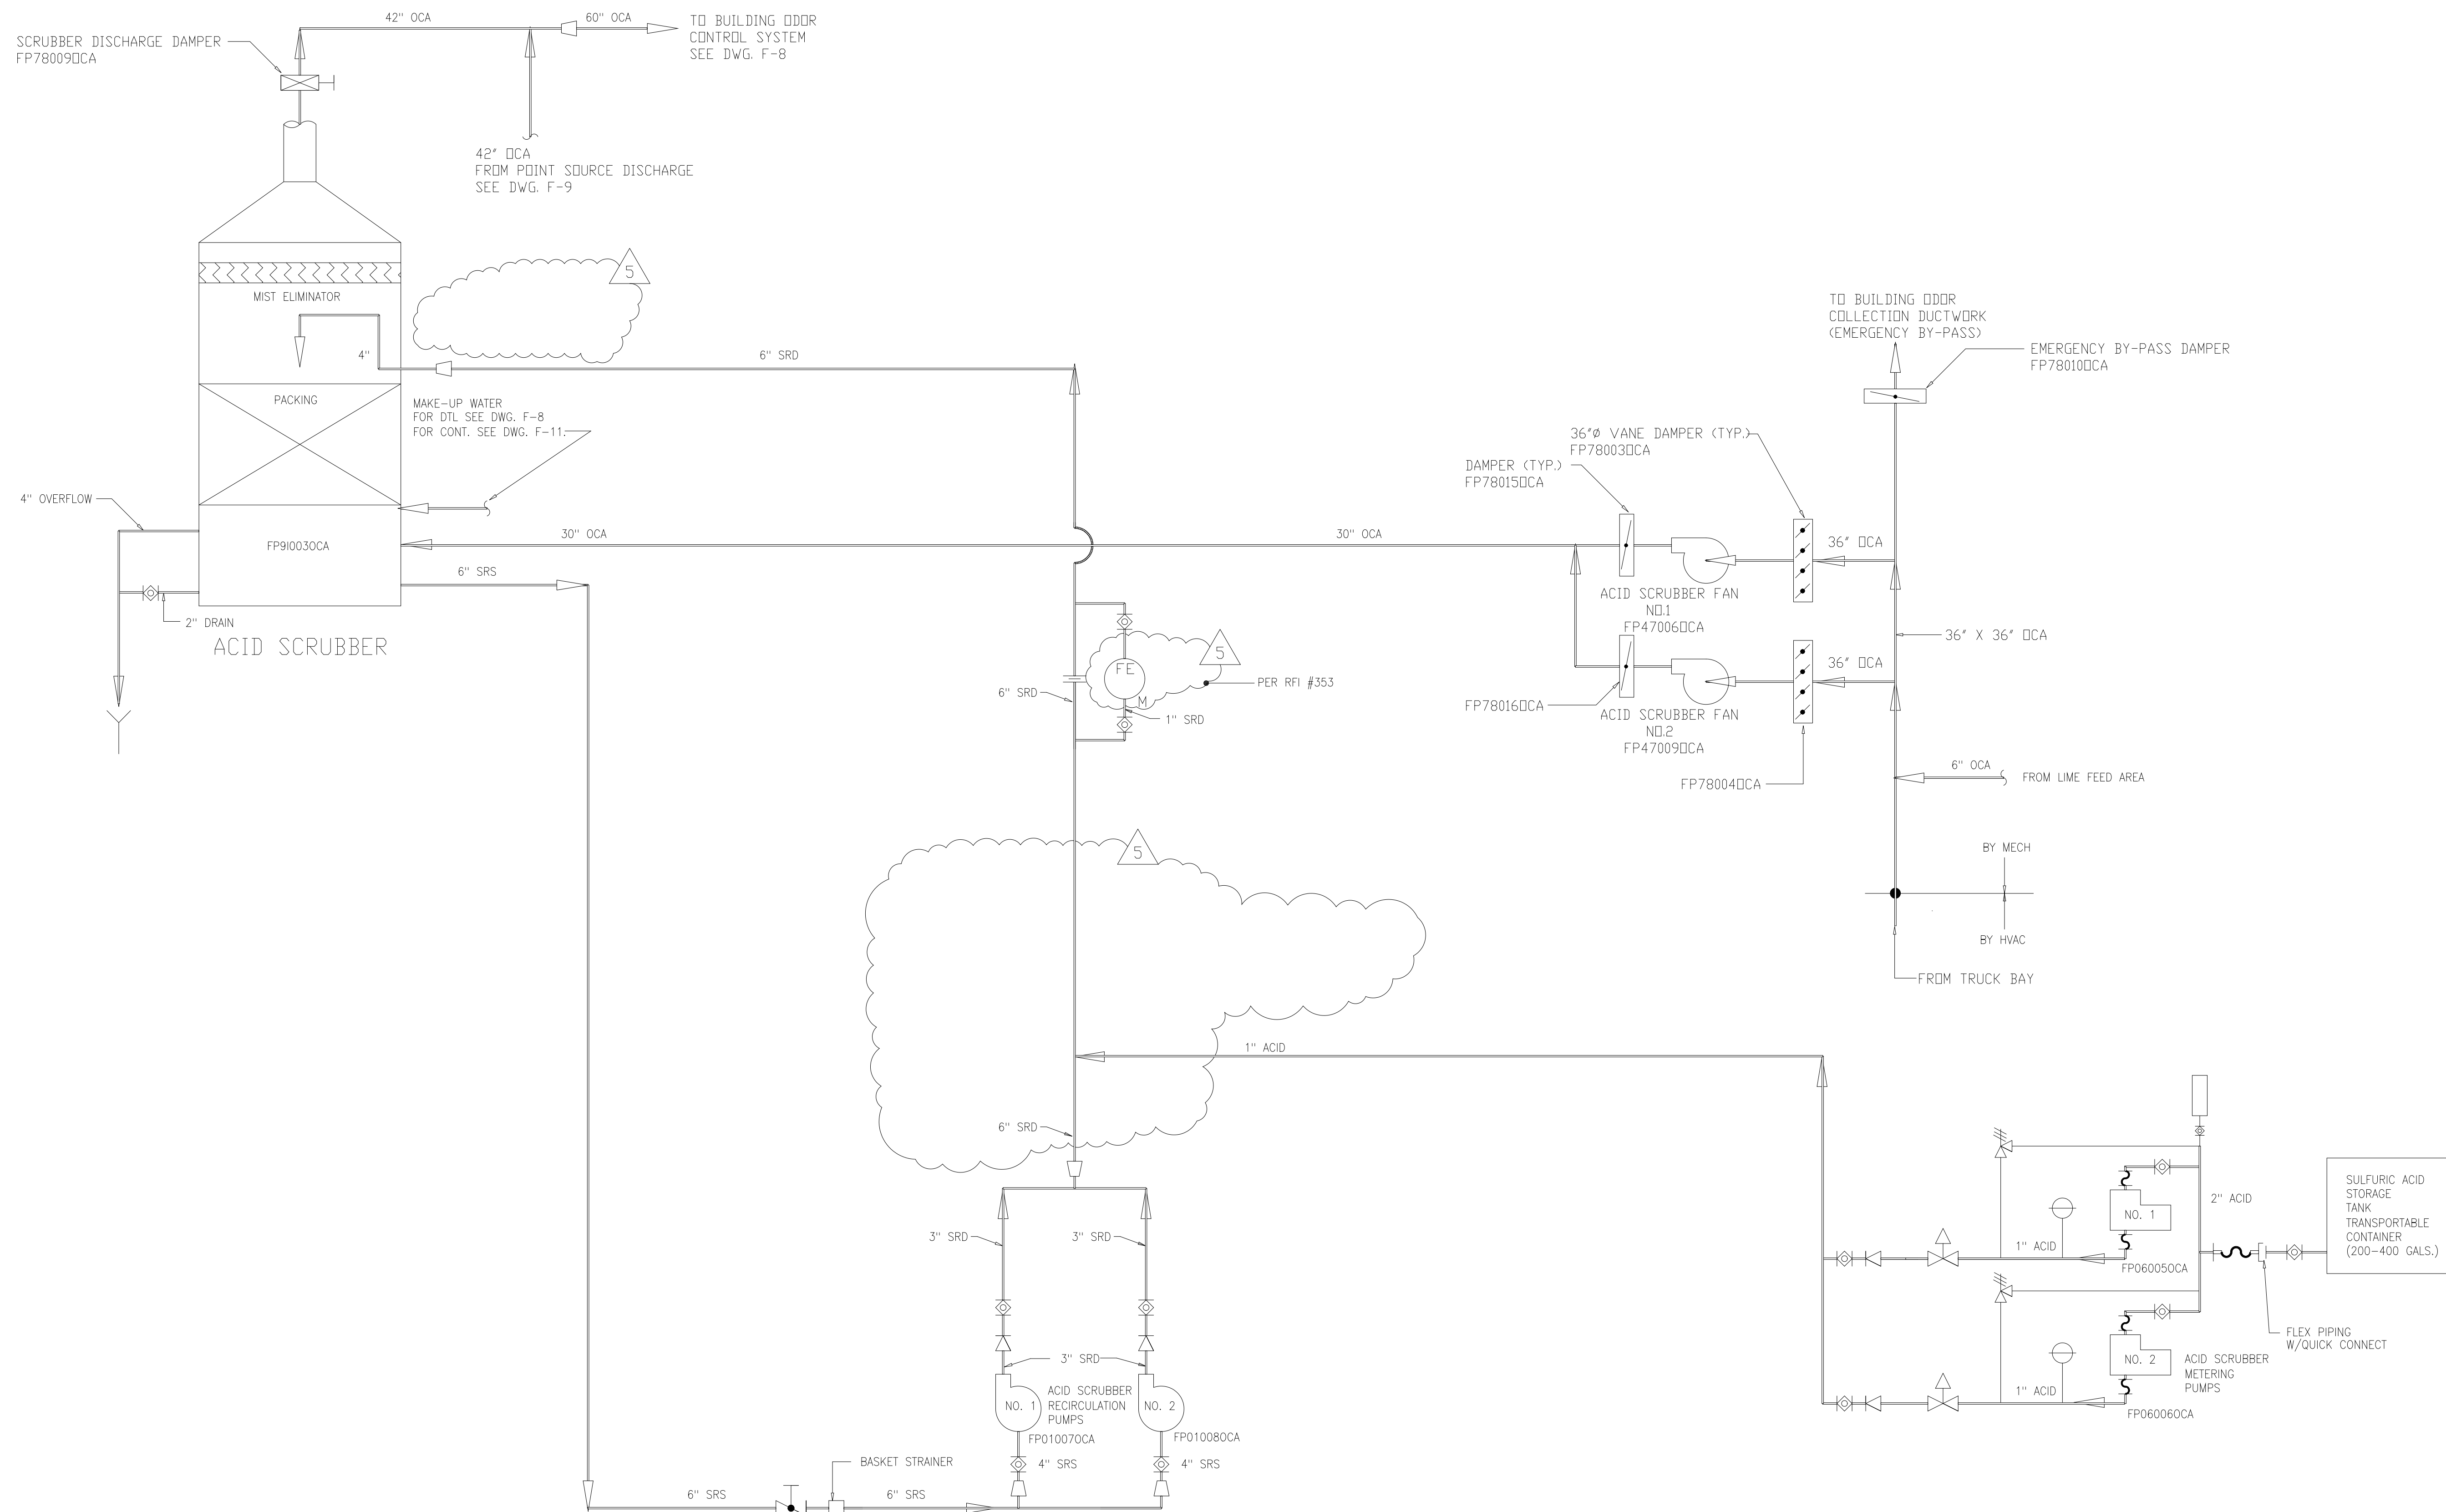 42" OCA
60" OCA
TO BUILDING ODOR
CONTROL SYSTEM
SEE DWG. F-8
SCRUBBER DISCHARGE DAMPER
FP78009OCA
42" OCA
FROM POINT SOURCE DISCHARGE
SEE DWG. F-9
5
MIST ELIMINATOR
4"
6" SRD
TO BUILDING ODOR
COLLECTION DUCTWORK
(EMERGENCY BY-PASS)
EMERGENCY BY-PASS DAMPER
FP78010OCA
PACKING
MAKE-UP WATER
FOR DTL SEE DWG. F-8
FOR CONT. SEE DWG. F-11.
36"Ø VANE DAMPER (TYP.)
FP78003OCA
DAMPER (TYP.)
FP78015OCA
4" OVERFLOW
FP91003OCA
30" OCA
30" OCA
36" OCA
6" SRS
2" DRAIN
ACID SCRUBBER
ACID SCRUBBER FAN
NO.1
FP47006OCA
36" X 36" OCA
5
FE
M
PER RFI #353
6" SRD
1" SRD
36" OCA
FP78016OCA
ACID SCRUBBER FAN
NO.2
FP47009OCA
FP78004OCA
6" OCA
FROM LIME FEED AREA
5
BY MECH
BY HVAC
FROM TRUCK BAY
1" ACID
6" SRD
3" SRD
3" SRD
2" ACID
SULFURIC ACID
STORAGE
TANK
TRANSPORTABLE
CONTAINER
(200-400 GALS.)
NO. 1
1" ACID
FP06005OCA
FLEX PIPING
W/QUICK CONNECT
3" SRD
NO. 2
ACID SCRUBBER
METERING
PUMPS
1" ACID
FP06006OCA
NO. 1
ACID SCRUBBER
RECIRCULATION
PUMPS
NO. 2
FP01007OCA
FP01008OCA
BASKET STRAINER
4" SRS
4" SRS
6" SRS
6" SRS